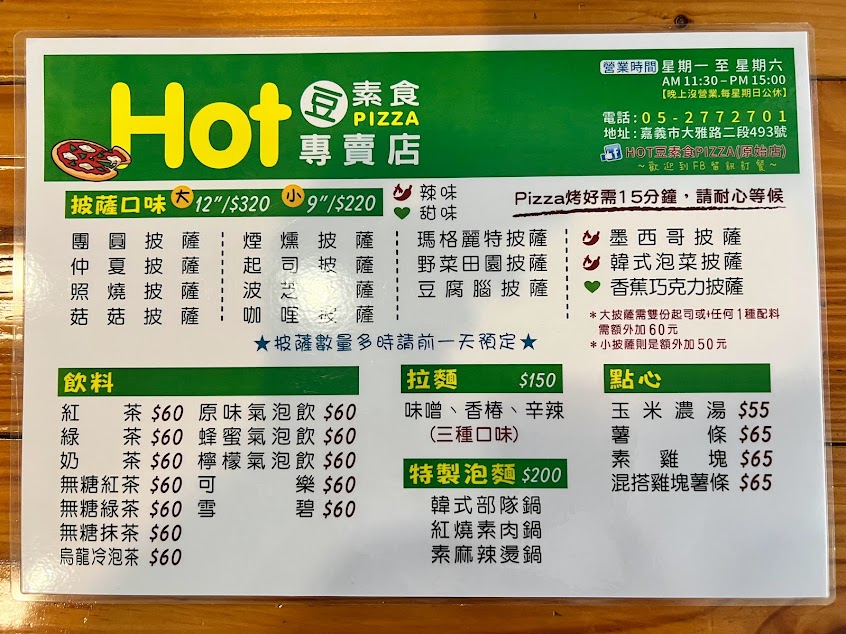 Hot 豆 素食 PIZZA 專賣店
營業時間 星期一 至 星期六
AM 11:30–PM 15:00
【晚上沒營業.每星期日公休】
電話:05-2772701
地址:嘉義市大雅路二段493號
HOT豆素食PIZZA(原始店)
~歡迎到FB留訊訂餐~
披薩口味 大 12"/$320 小 9"/$220
辣味
甜味
Pizza烤好需15分鐘,請耐心等候
團圓披薩
仲夏披薩
照燒披薩
菇菇披薩
煙燻披薩
起司披薩
波芝披薩
咖哩披薩
瑪格麗特披薩
野菜田園披薩
豆腐腦披薩
墨西哥披薩
韓式泡菜披薩
香蕉巧克力披薩
*大披薩需雙份起司或+任何1種配料
需額外加60元
*小披薩則是額外加50元
★披薩數量多時請前一天預定★
飲料
紅茶 $60
綠茶 $60
奶茶 $60
無糖紅茶 $60
無糖綠茶 $60
無糖抹茶 $60
烏龍冷泡茶 $60
原味氣泡飲 $60
蜂蜜氣泡飲 $60
檸檬氣泡飲 $60
可樂 $60
雪碧 $60
拉麵 $150
味噌、香椿、辛辣
(三種口味)
特製泡麵 $200
韓式部隊鍋
紅燒素肉鍋
素麻辣燙鍋
點心
玉米濃湯 $55
薯條 $65
素雞塊 $65
混搭雞塊薯條 $65